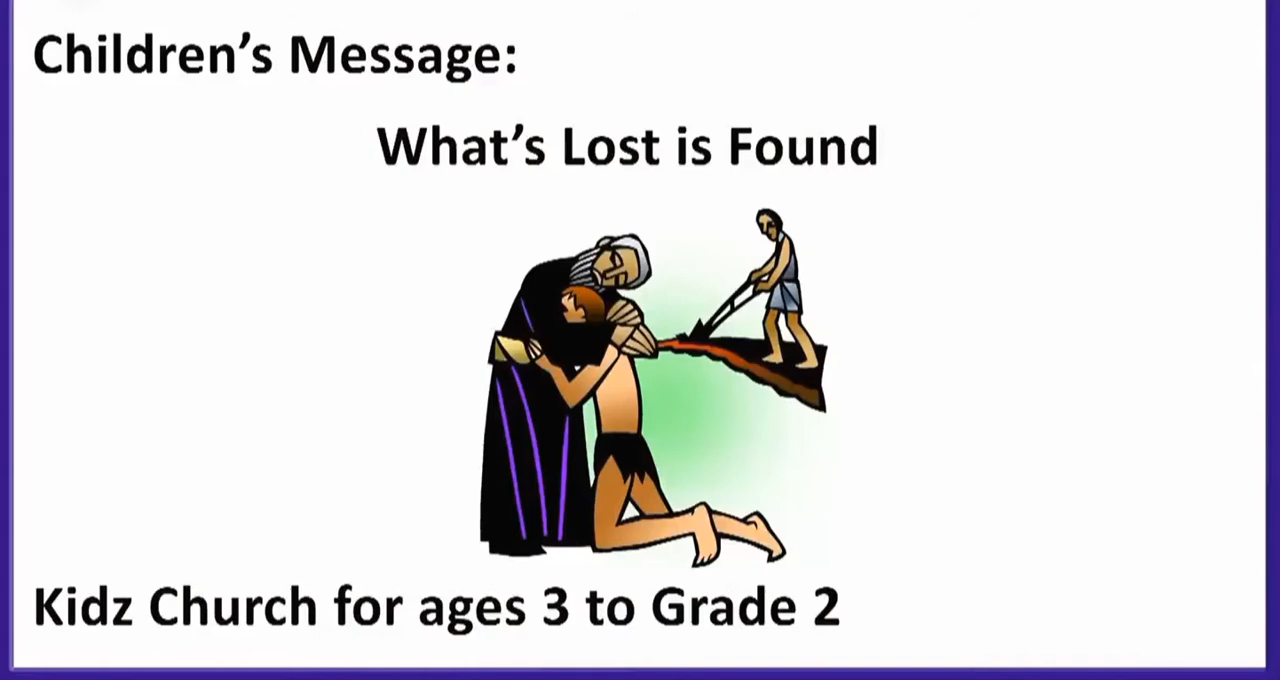 Children’s Message:
What’s Lost is Found
Kidz Church for ages 3 to Grade 2